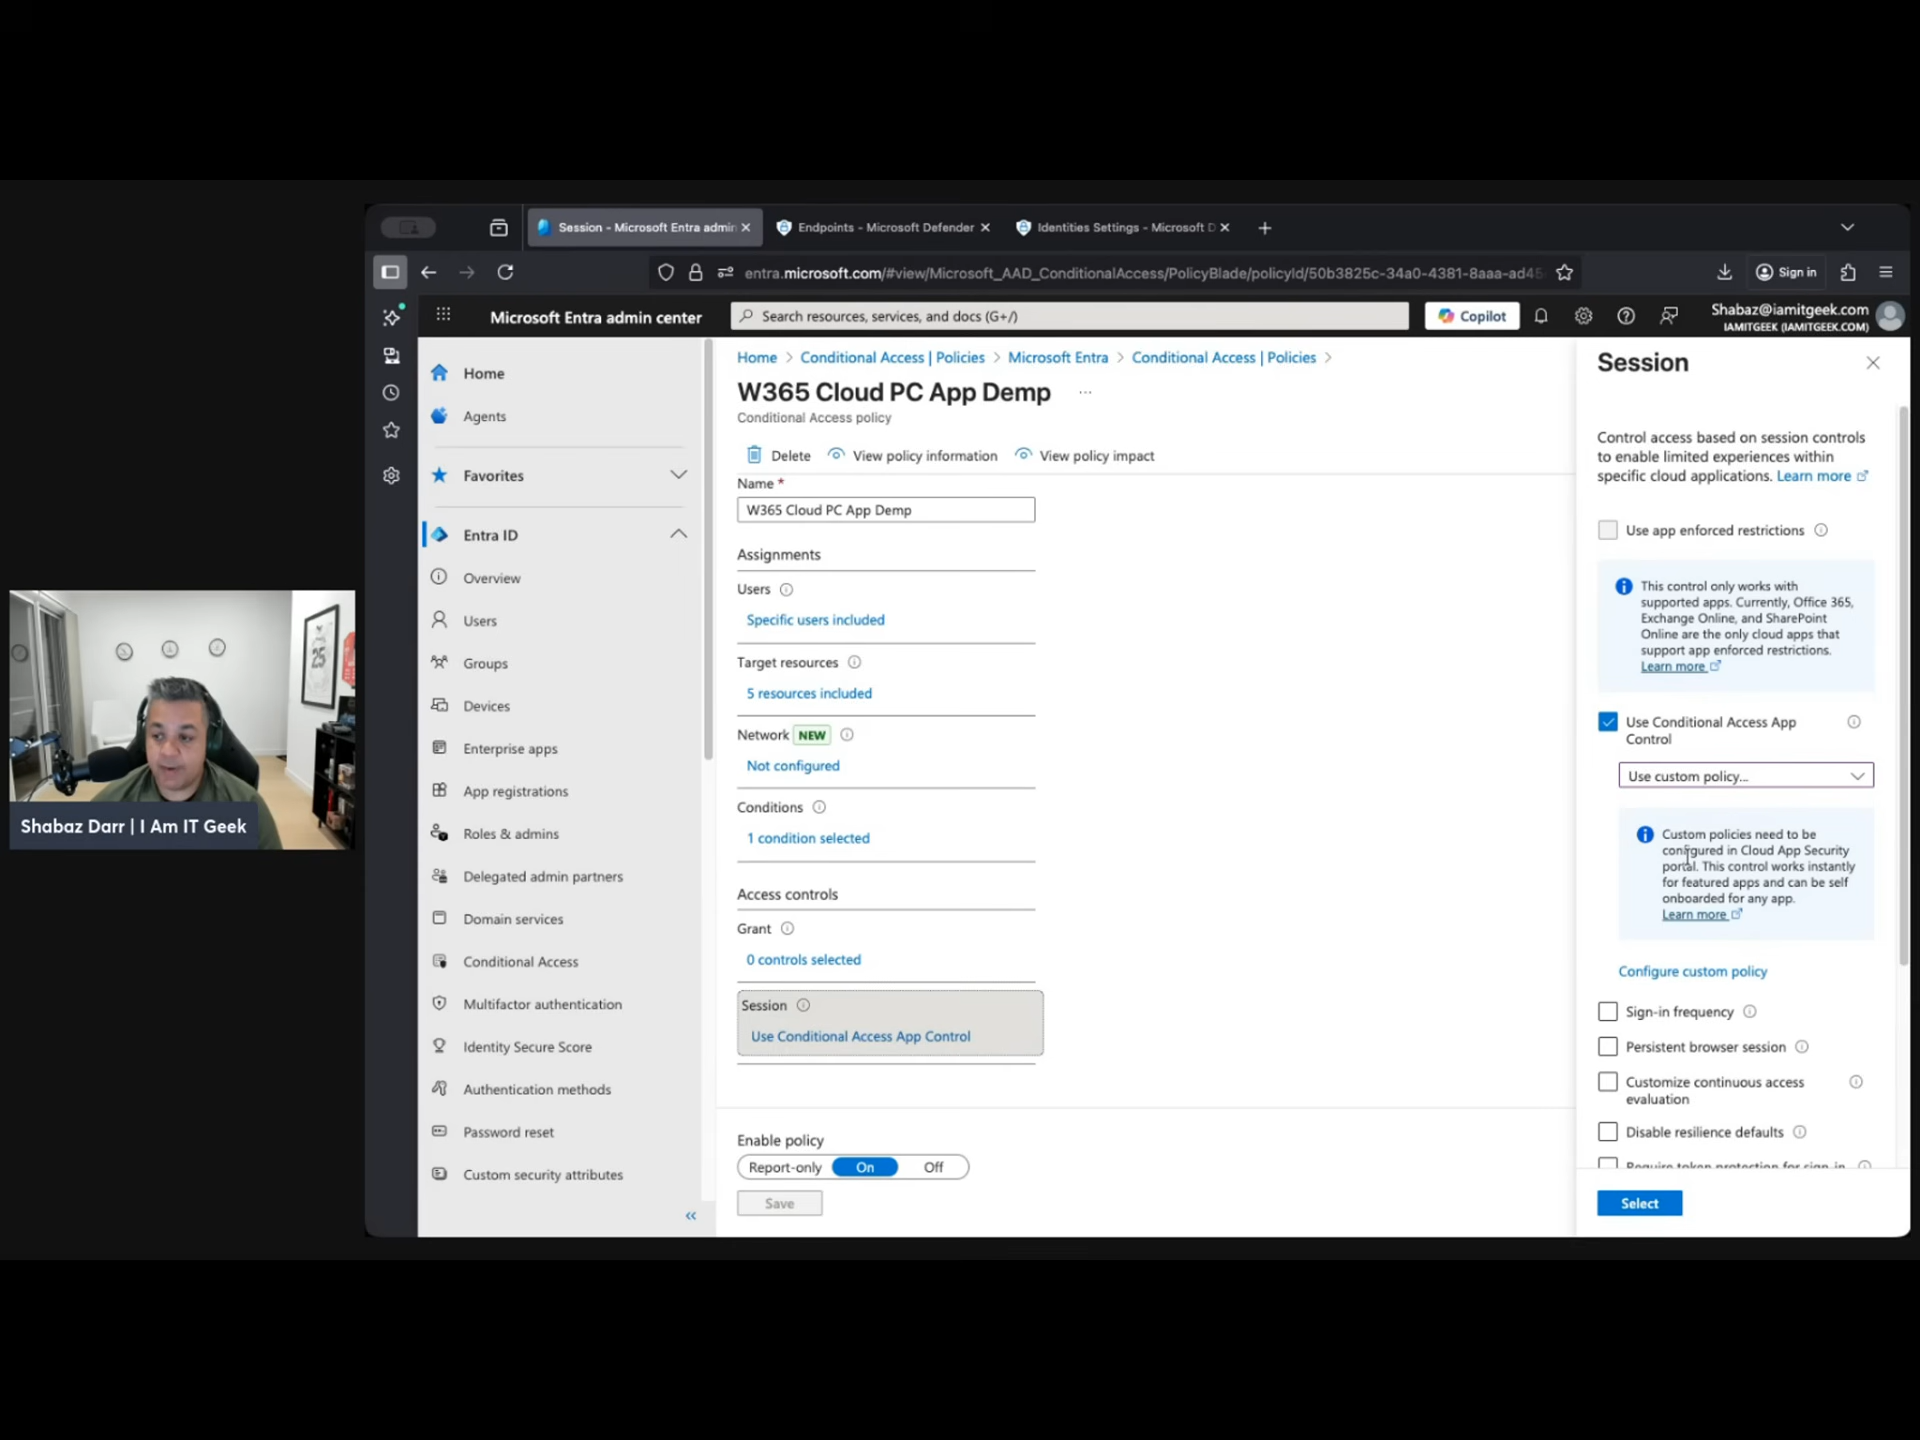 Session - Microsoft Entra admin
Endpoints - Microsoft Defender
Identities Settings - Microsoft D
entra.microsoft.com/#view/Microsoft_AAD_ConditionalAccess/PolicyBlade/policyId/50b3825c-34a0-4381-8aaa-ad45
Sign in
Microsoft Entra admin center
Search resources, services, and docs (G+/)
Copilot
Shabaz@iamitgeek.com
IAMITGEEK (IAMITGEEK.COM)
Home
Agents
Favorites
Entra ID
Overview
Users
Groups
Devices
Enterprise apps
App registrations
Roles & admins
Delegated admin partners
Domain services
Conditional Access
Multifactor authentication
Identity Secure Score
Authentication methods
Password reset
Custom security attributes
Home > Conditional Access | Policies > Microsoft Entra > Conditional Access | Policies >
W365 Cloud PC App Demp
Conditional Access policy
Delete
View policy information
View policy impact
Name *
W365 Cloud PC App Demp
Assignments
Users
Specific users included
Target resources
5 resources included
Network NEW
Not configured
Conditions
1 condition selected
Access controls
Grant
0 controls selected
Session
Use Conditional Access App Control
Enable policy
Report-only On Off
Save
Session
Control access based on session controls
to enable limited experiences within
specific cloud applications. Learn more
Use app enforced restrictions
This control only works with
supported apps. Currently, Office 365,
Exchange Online, and SharePoint
Online are the only cloud apps that
support app enforced restrictions.
Learn more
Use Conditional Access App
Control
Use custom policy...
Custom policies need to be
configured in Cloud App Security
portal. This control works instantly
for featured apps and can be self
onboarded for any app.
Learn more
Configure custom policy
Sign-in frequency
Persistent browser session
Customize continuous access
evaluation
Disable resilience defaults
Require token protection for sign-in
Select
25
Shabaz Darr | I Am IT Geek